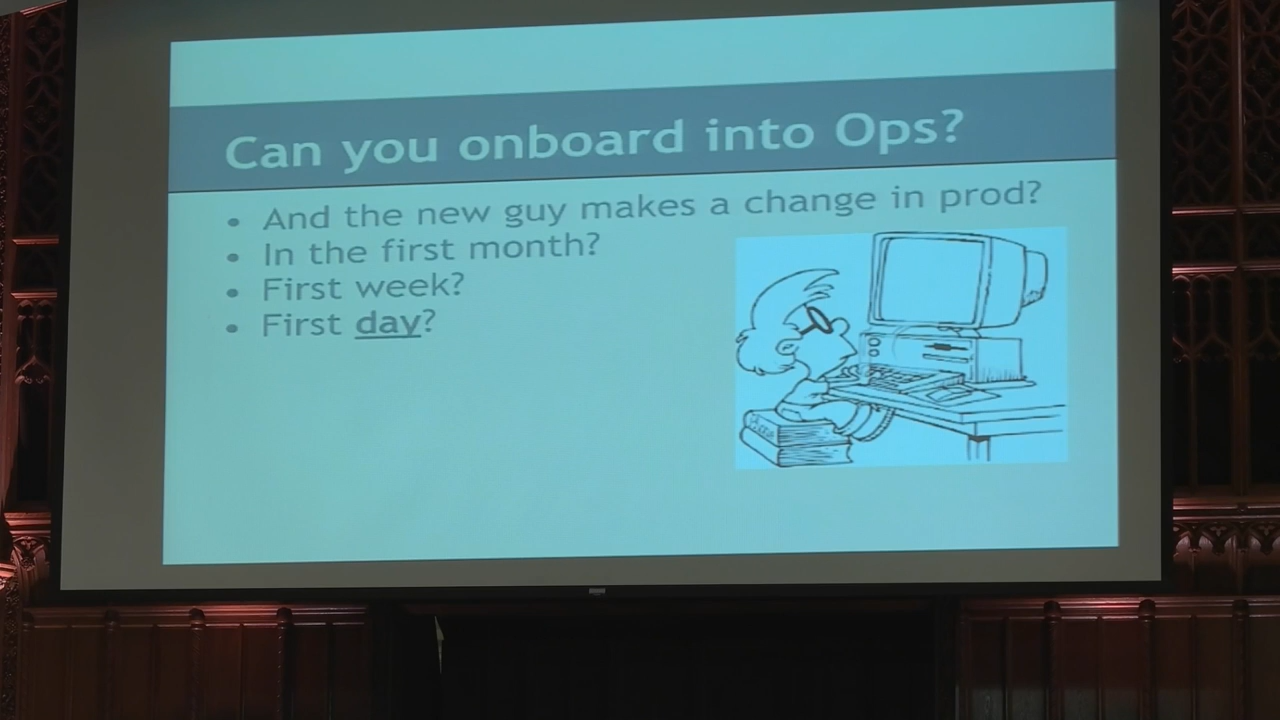 Can you onboard into Ops?
• And the new guy makes a change in prod?
• In the first month?
• First week?
• First day?